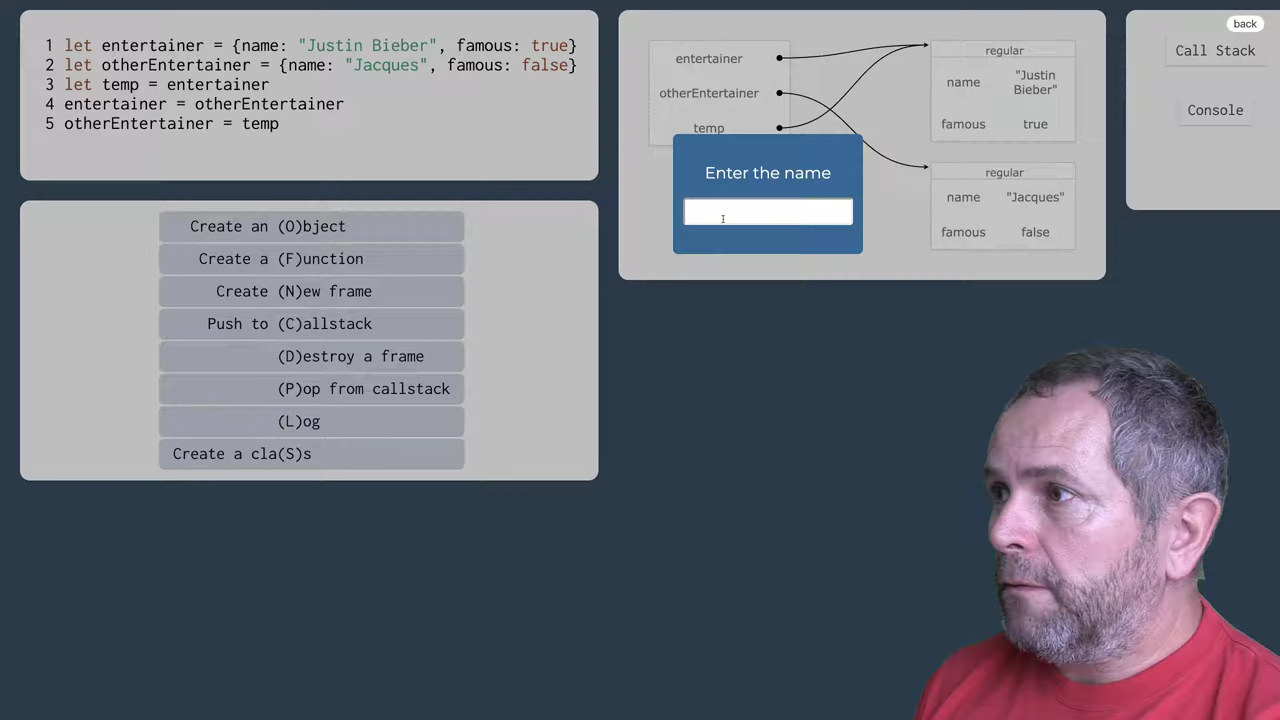 1 let entertainer = {name: "Justin Bieber", famous: true}
2 let otherEntertainer = {name: "Jacques", famous: false}
3 let temp = entertainer
4 entertainer = otherEntertainer
5 otherEntertainer = temp
Create an (O)bject
Create a (F)unction
Create (N)ew frame
Push to (C)allstack
(D)estroy a frame
(P)op from callstack
(L)og
Create a cla(S)s
entertainer
otherEntertainer
temp
Enter the name
regular
name "Justin
Bieber"
famous true
regular
name "Jacques"
famous false
back
Call Stack
Console